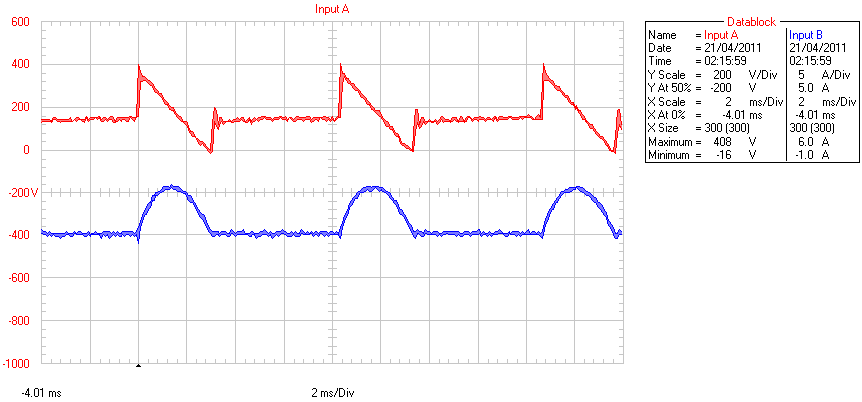 Input A
600
400
200
0
-200V
-400
-600
-800
-1000
-4.01 ms
2 ms/Div
Datablock
Name = Input A Input B
Date = 21/04/2011 21/04/2011
Time = 02:15:59 02:15:59
Y Scale = 200 V/Div 5 A/Div
Y At 50% = -200 V 5.0 A
X Scale = 2 ms/Div 2 ms/Div
X At 0% = -4.01 ms -4.01 ms
X Size = 300 (300) 300 (300)
Maximum = 408 V 6.0 A
Minimum = -16 V -1.0 A